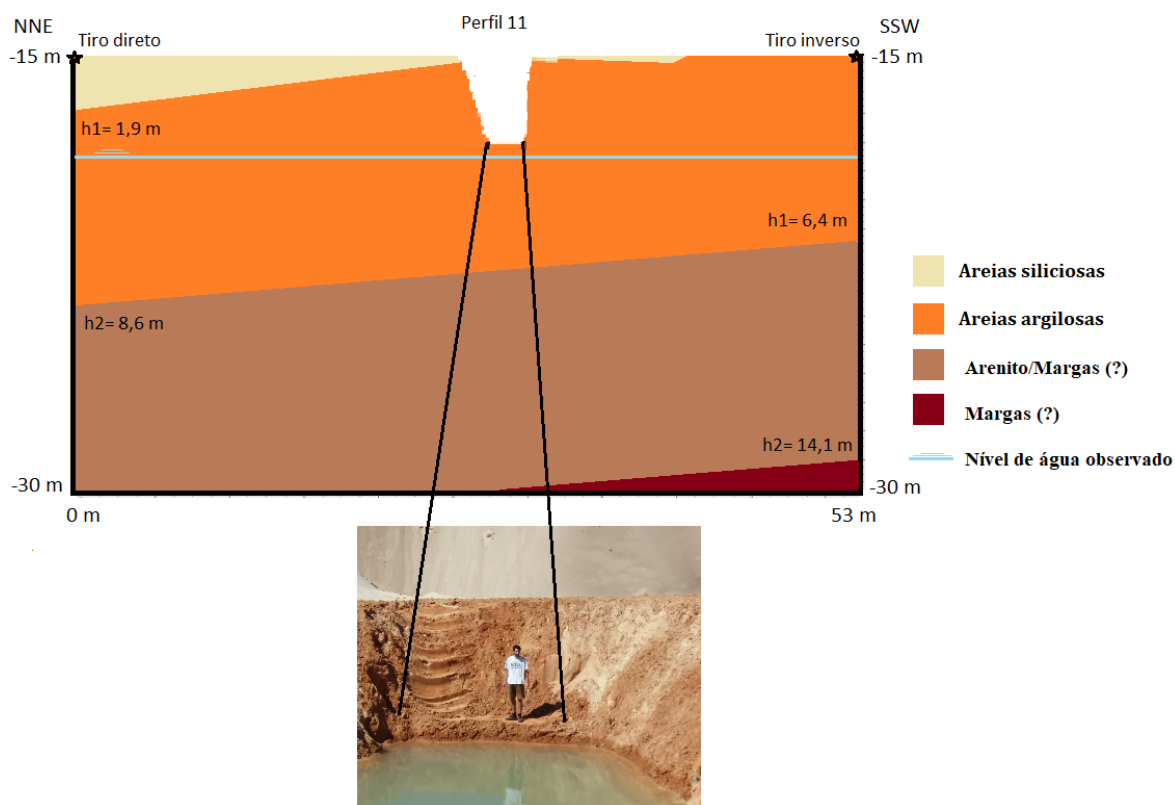 NNE
Perfil 11
SSW
Tiro direto
Tiro inverso
-15 m
-15 m
h1= 1,9 m
h1= 6,4 m
h2= 8,6 m
h2= 14,1 m
-30 m
-30 m
0 m
53 m
Areias siliciosas
Areias argilosas
Arenito/Margas (?)
Margas (?)
Nível de água observado